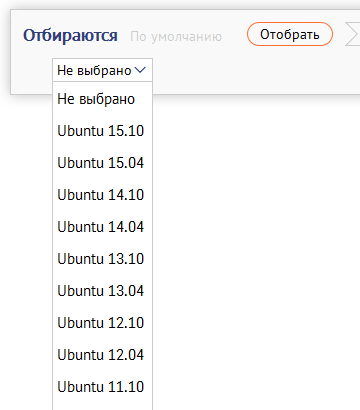 Отбираются По умолчанию Отобрать
Не выбрано
Не выбрано
Ubuntu 15.10
Ubuntu 15.04
Ubuntu 14.10
Ubuntu 14.04
Ubuntu 13.10
Ubuntu 13.04
Ubuntu 12.10
Ubuntu 12.04
Ubuntu 11.10